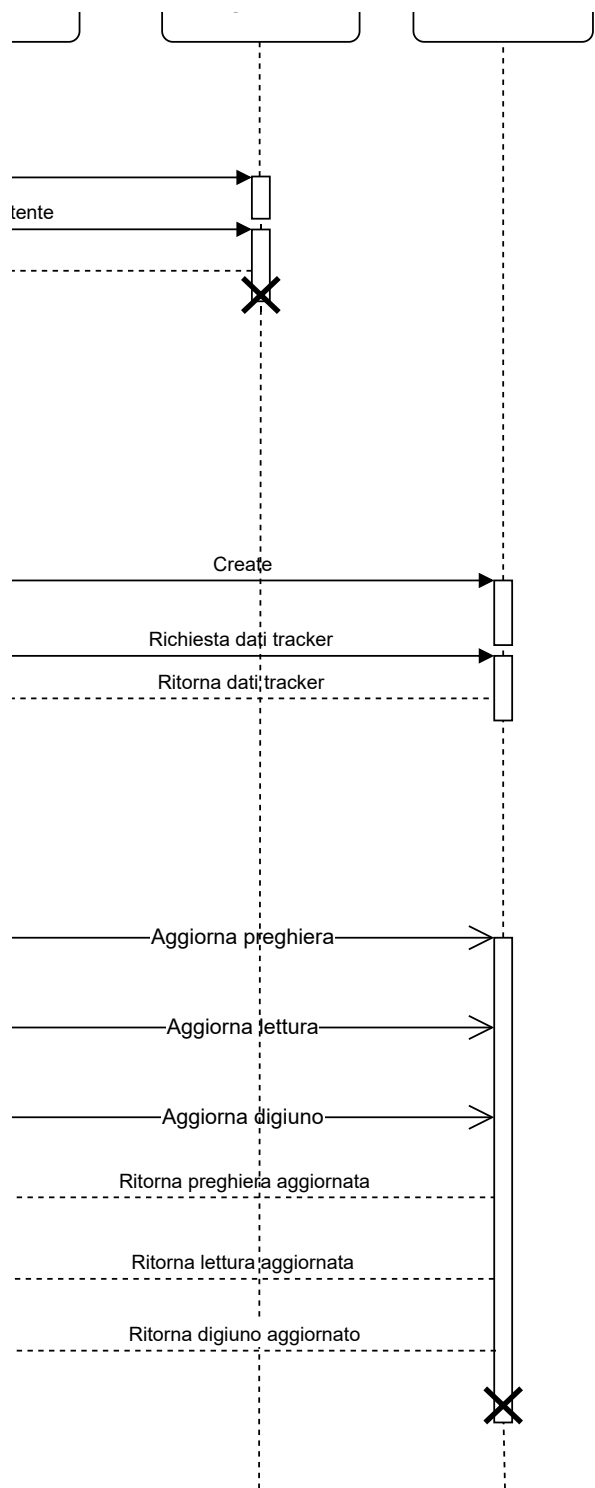 Create
Richiesta dati tracker
Ritorna dati tracker
Aggiorna preghiera
Aggiorna lettura
Aggiorna digiuno
Ritorna preghiera aggiornata
Ritorna lettura aggiornata
Ritorna digiuno aggiornato